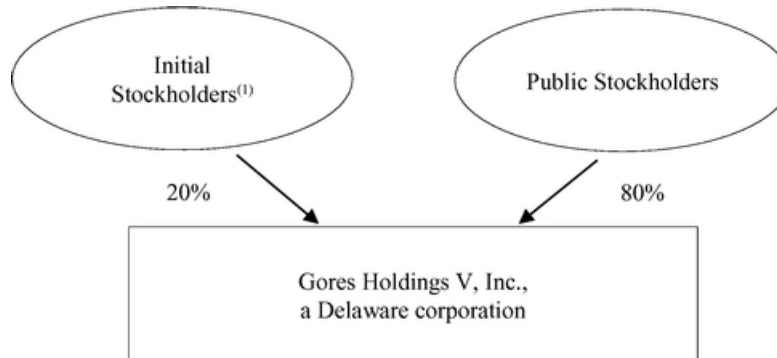 Initial
Stockholders(1)
Public Stockholders
20%
80%
Gores Holdings V, Inc.,
a Delaware corporation